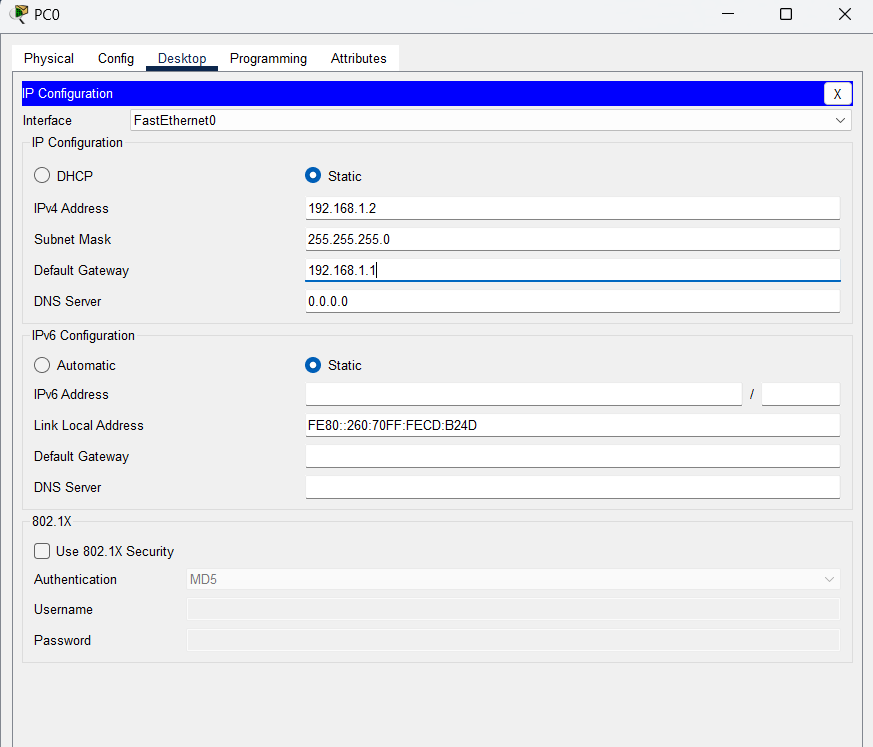 PC0
Physical Config Desktop Programming Attributes
IP Configuration X
Interface FastEthernet0
IP Configuration
DHCP Static
IPv4 Address 192.168.1.2
Subnet Mask 255.255.255.0
Default Gateway 192.168.1.1
DNS Server 0.0.0.0
IPv6 Configuration
Automatic Static
IPv6 Address /
Link Local Address FE80::260:70FF:FECD:B24D
Default Gateway
DNS Server
802.1X
Use 802.1X Security
Authentication MD5
Username
Password